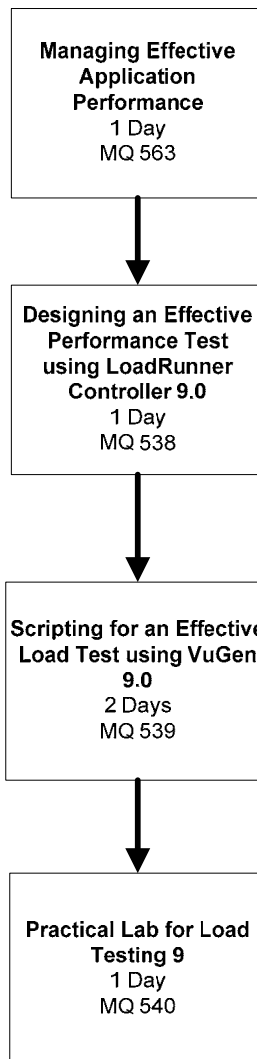 Managing Effective
Application
Performance
1 Day
MQ 563
Designing an Effective
Performance Test
using LoadRunner
Controller 9.0
1 Day
MQ 538
Scripting for an Effective
Load Test using VuGen
9.0
2 Days
MQ 539
Practical Lab for Load
Testing 9
1 Day
MQ 540